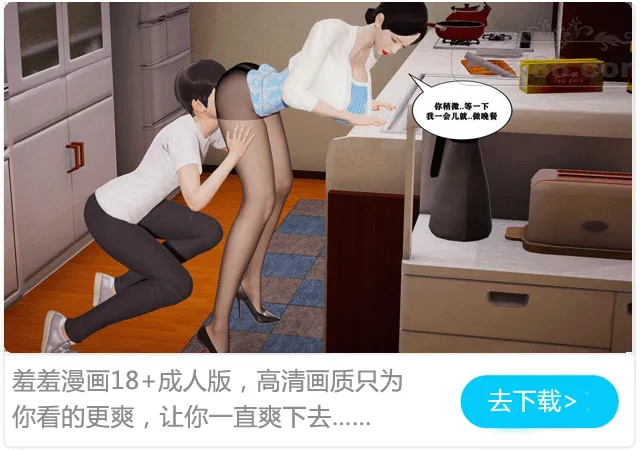 你稍微..等一下
我一会儿就..做晚餐
Tea pack
羞羞漫画18+成人版，高清画质只为
你看的更爽，让你一直爽下去……
去下载>